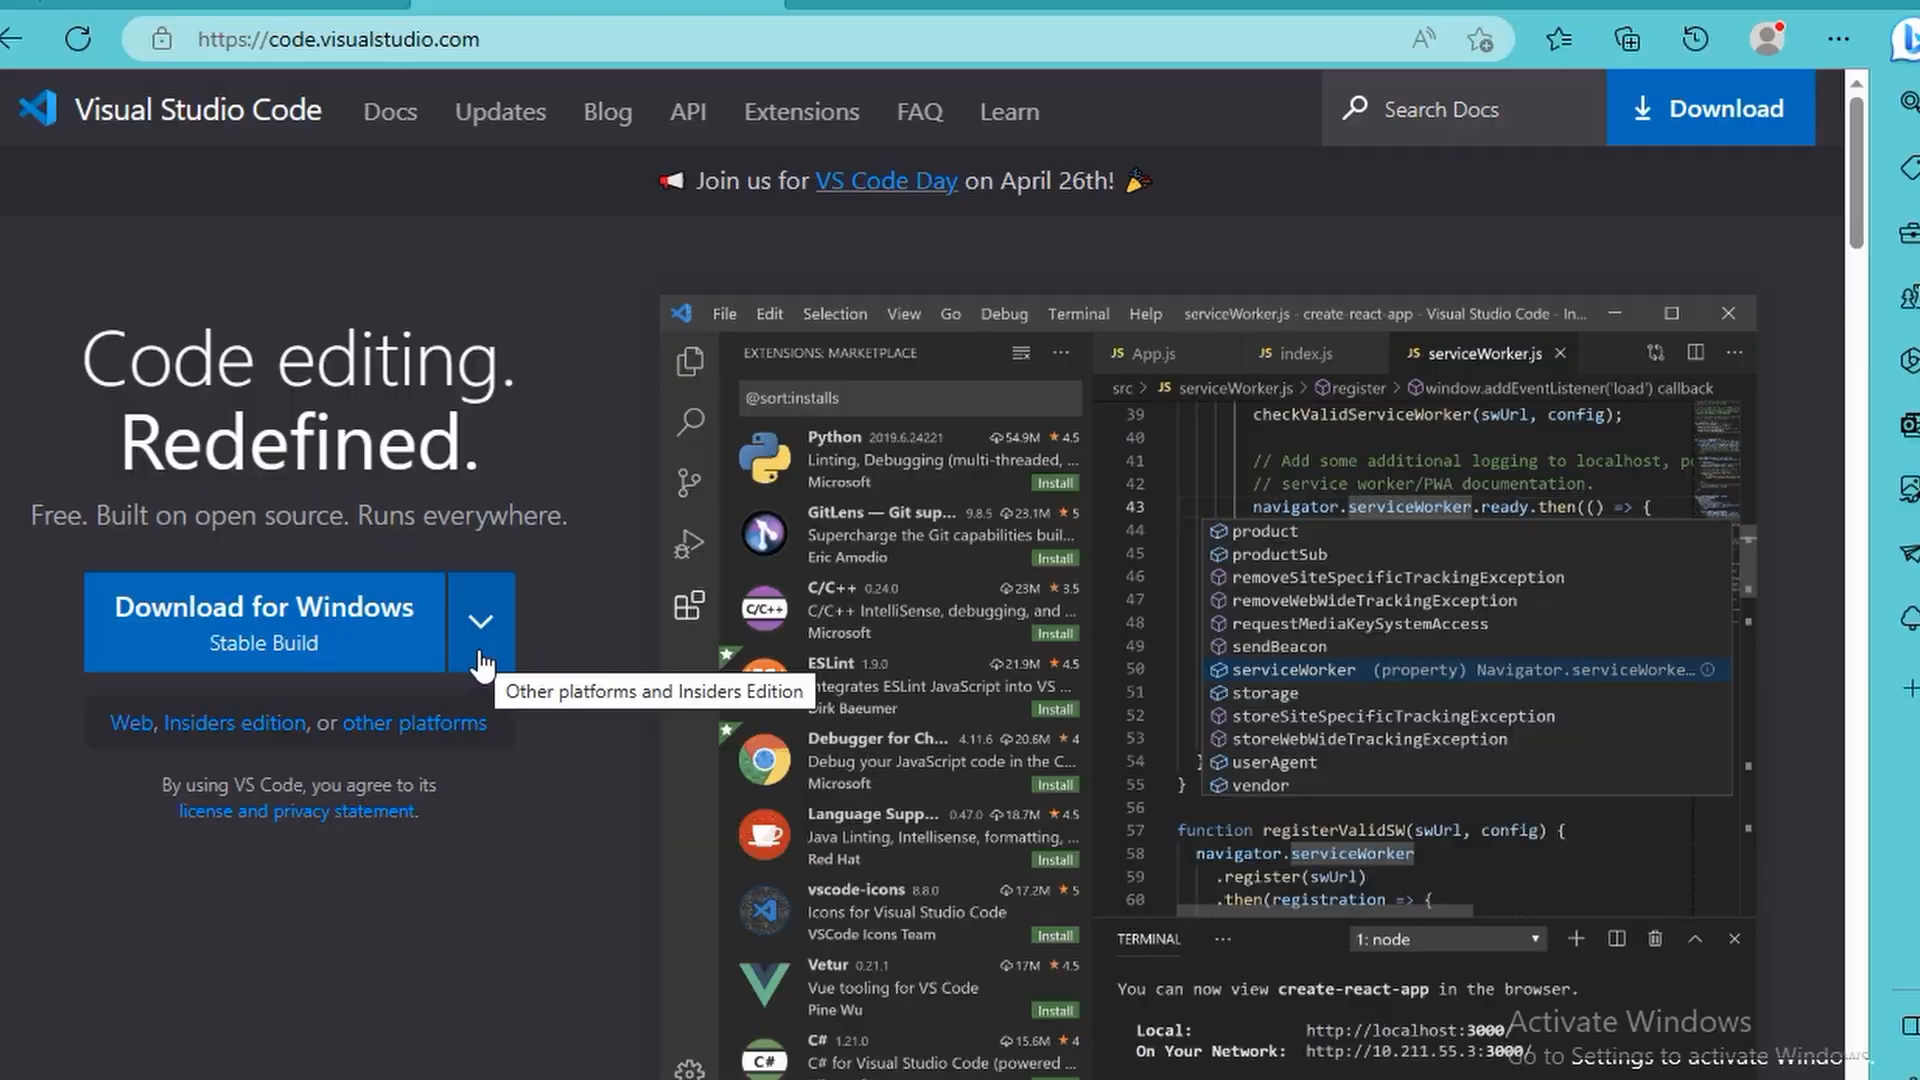 https://code.visualstudio.com
Visual Studio Code
Docs
Updates
Blog
API
Extensions
FAQ
Learn
Search Docs
Download
Join us for VS Code Day on April 26th!
Code editing.
Redefined.
Free. Built on open source. Runs everywhere.
Download for Windows
Stable Build
Other platforms and Insiders Edition
Web, Insiders edition, or other platforms
By using VS Code, you agree to its
license and privacy statement.
File Edit Selection View Go Debug Terminal Help serviceWorker.js - create-react-app - Visual Studio Code - In...
EXTENSIONS: MARKETPLACE
@sort:installs
Python 2019.6.24221 54.9M ★ 4.5
Linting, Debugging (multi-threaded, ...
Microsoft
Install
GitLens — Git sup... 9.8.5 23.1M ★ 5
Supercharge the Git capabilities buil...
Eric Amodio
Install
C/C++ 0.24.0 23M ★ 3.5
C/C++
C/C++ IntelliSense, debugging, and ...
Microsoft
Install
ESLint 1.9.0 21.9M ★ 4.5
ntegrates ESLint JavaScript into VS ...
Dirk Baeumer
Install
Debugger for Ch... 4.11.6 20.6M ★ 4
Debug your JavaScript code in the C...
Microsoft
Install
Language Supp... 0.47.0 18.7M ★ 4.5
Java Linting, Intellisense, formatting, ...
Red Hat
Install
vscode-icons 8.8.0 17.2M ★ 5
Icons for Visual Studio Code
VSCode Icons Team
Install
Vetur 0.21.1 17M ★ 4.5
Vue tooling for VS Code
Pine Wu
Install
C# 1.21.0 15.6M ★ 4
C#
C# for Visual Studio Code (powered ...
JS App.js
JS index.js
JS serviceWorker.js
src > JS serviceWorker.js > register > window.addEventListener('load') callback
39 checkValidServiceWorker(swUrl, config);
40
41 // Add some additional logging to localhost, p
42 // service worker/PWA documentation.
43 navigator.serviceWorker.ready.then(() => {
44 product
45 productSub
46 removeSiteSpecificTrackingException
47 removeWebWideTrackingException
48 requestMediaKeySystemAccess
49 sendBeacon
50 serviceWorker (property) Navigator.serviceWorke...
51 storage
52 storeSiteSpecificTrackingException
53 storeWebWideTrackingException
54 } userAgent
55 } vendor
56
57 function registerValidSW(swUrl, config) {
58 navigator.serviceWorker
59 .register(swUrl)
60 .then(registration => {
TERMINAL
1: node
You can now view create-react-app in the browser.
Local: http://localhost:3000/
On Your Network: http://10.211.55.3:3000/
Activate Windows
Go to Settings to activate Windows.